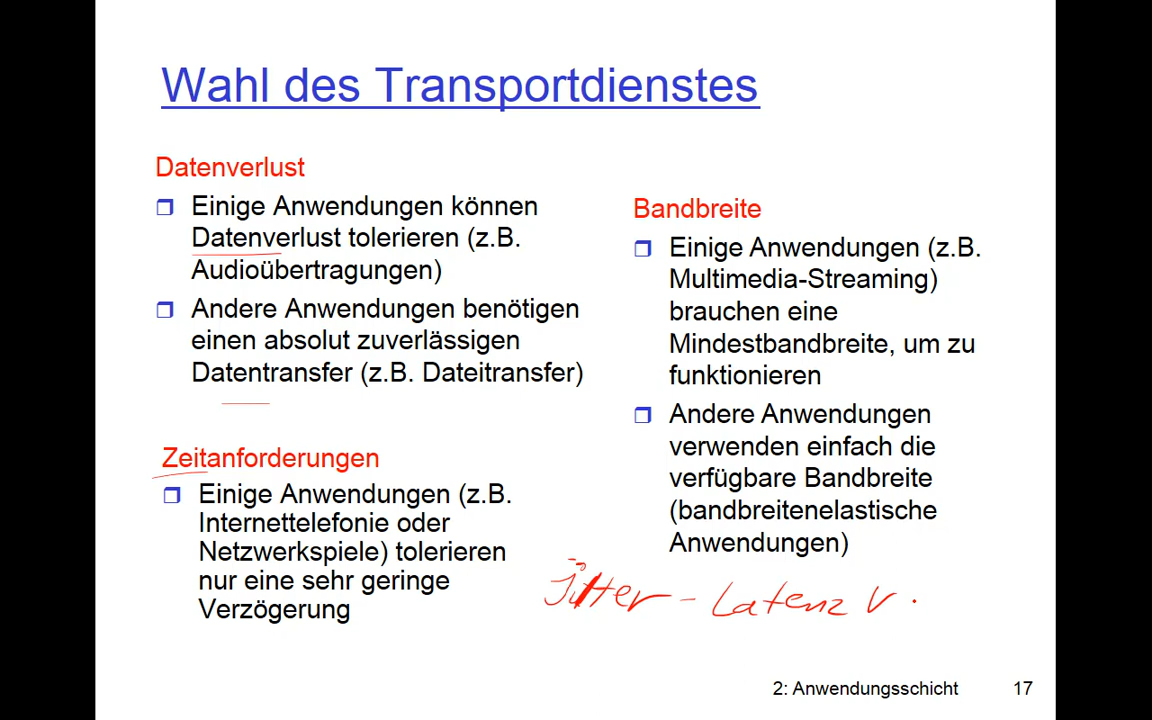 Wahl des Transportdienstes
Datenverlust
Einige Anwendungen können
Datenverlust tolerieren (z.B.
Audioübertragungen)
Andere Anwendungen benötigen
einen absolut zuverlässigen
Datentransfer (z.B. Dateitransfer)
Zeitanforderungen
Einige Anwendungen (z.B.
Internettelefonie oder
Netzwerkspiele) tolerieren
nur eine sehr geringe
Verzögerung
Bandbreite
Einige Anwendungen (z.B.
Multimedia-Streaming)
brauchen eine
Mindestbandbreite, um zu
funktionieren
Andere Anwendungen
verwenden einfach die
verfügbare Bandbreite
(bandbreitenelastische
Anwendungen)
Jitter - Latenz V.
2: Anwendungsschicht 17